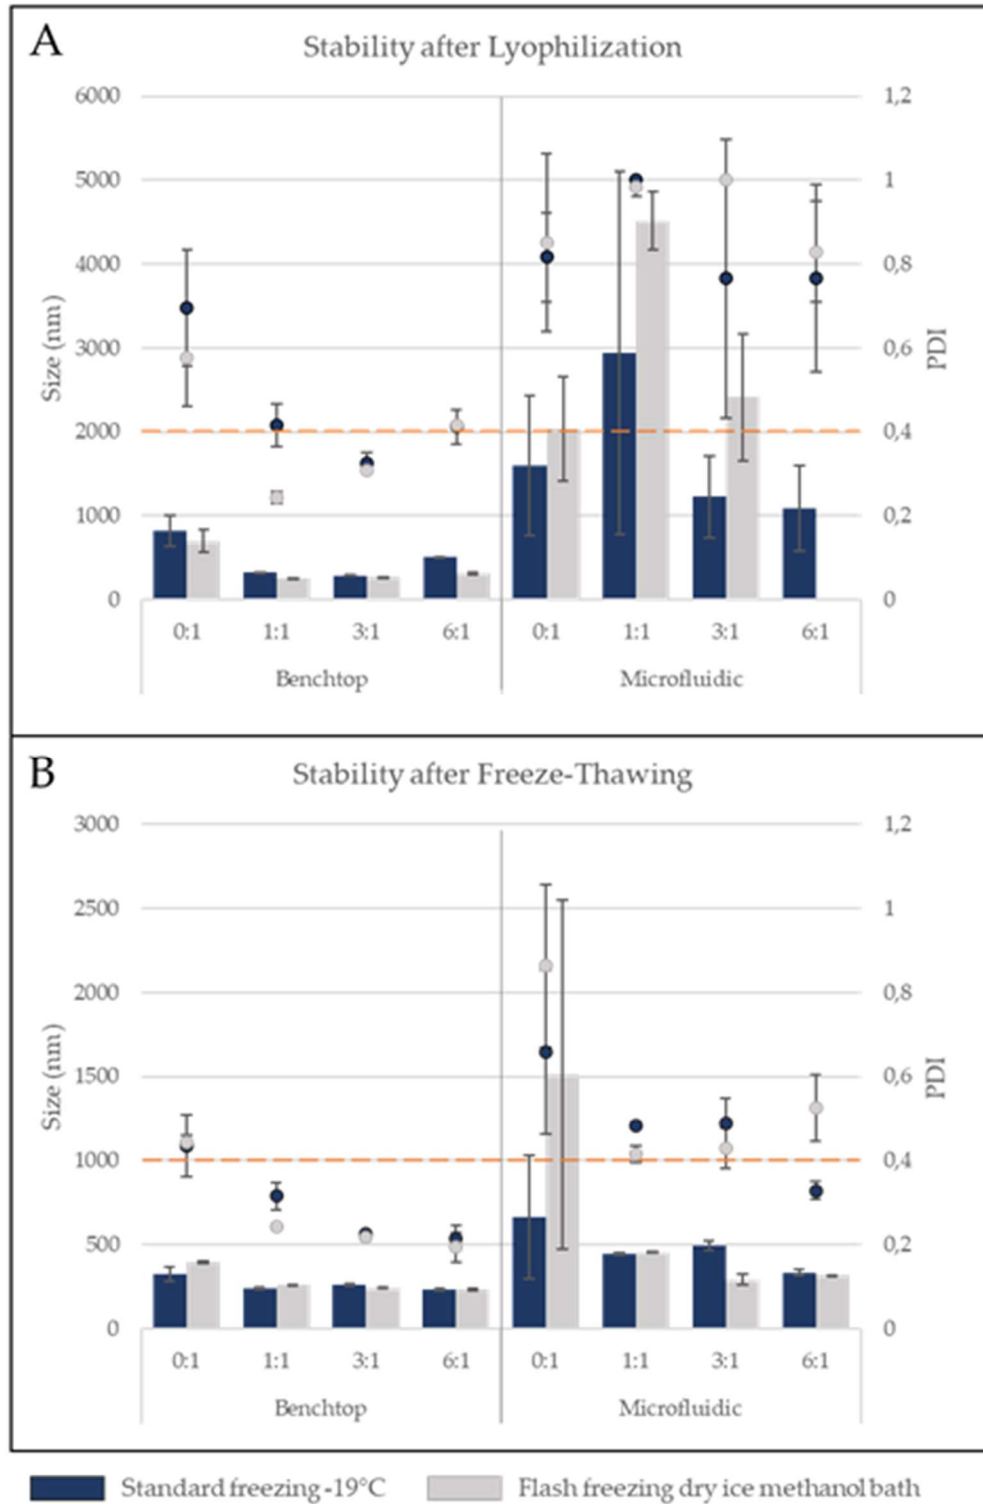 A
Stability after Lyophilization
6000 1,2
5000 1
4000 0,8
3000 0,6
2000 0,4
1000 0,2
0 0
Size (nm)
PDI
0:1 1:1 3:1 6:1 0:1 1:1 3:1 6:1
Benchtop Microfluidic
B
Stability after Freeze-Thawing
3000 1,2
2500 1
2000 0,8
1500 0,6
1000 0,4
500 0,2
0 0
Size (nm)
PDI
0:1 1:1 3:1 6:1 0:1 1:1 3:1 6:1
Benchtop Microfluidic
Standard freezing -19°C Flash freezing dry ice methanol bath